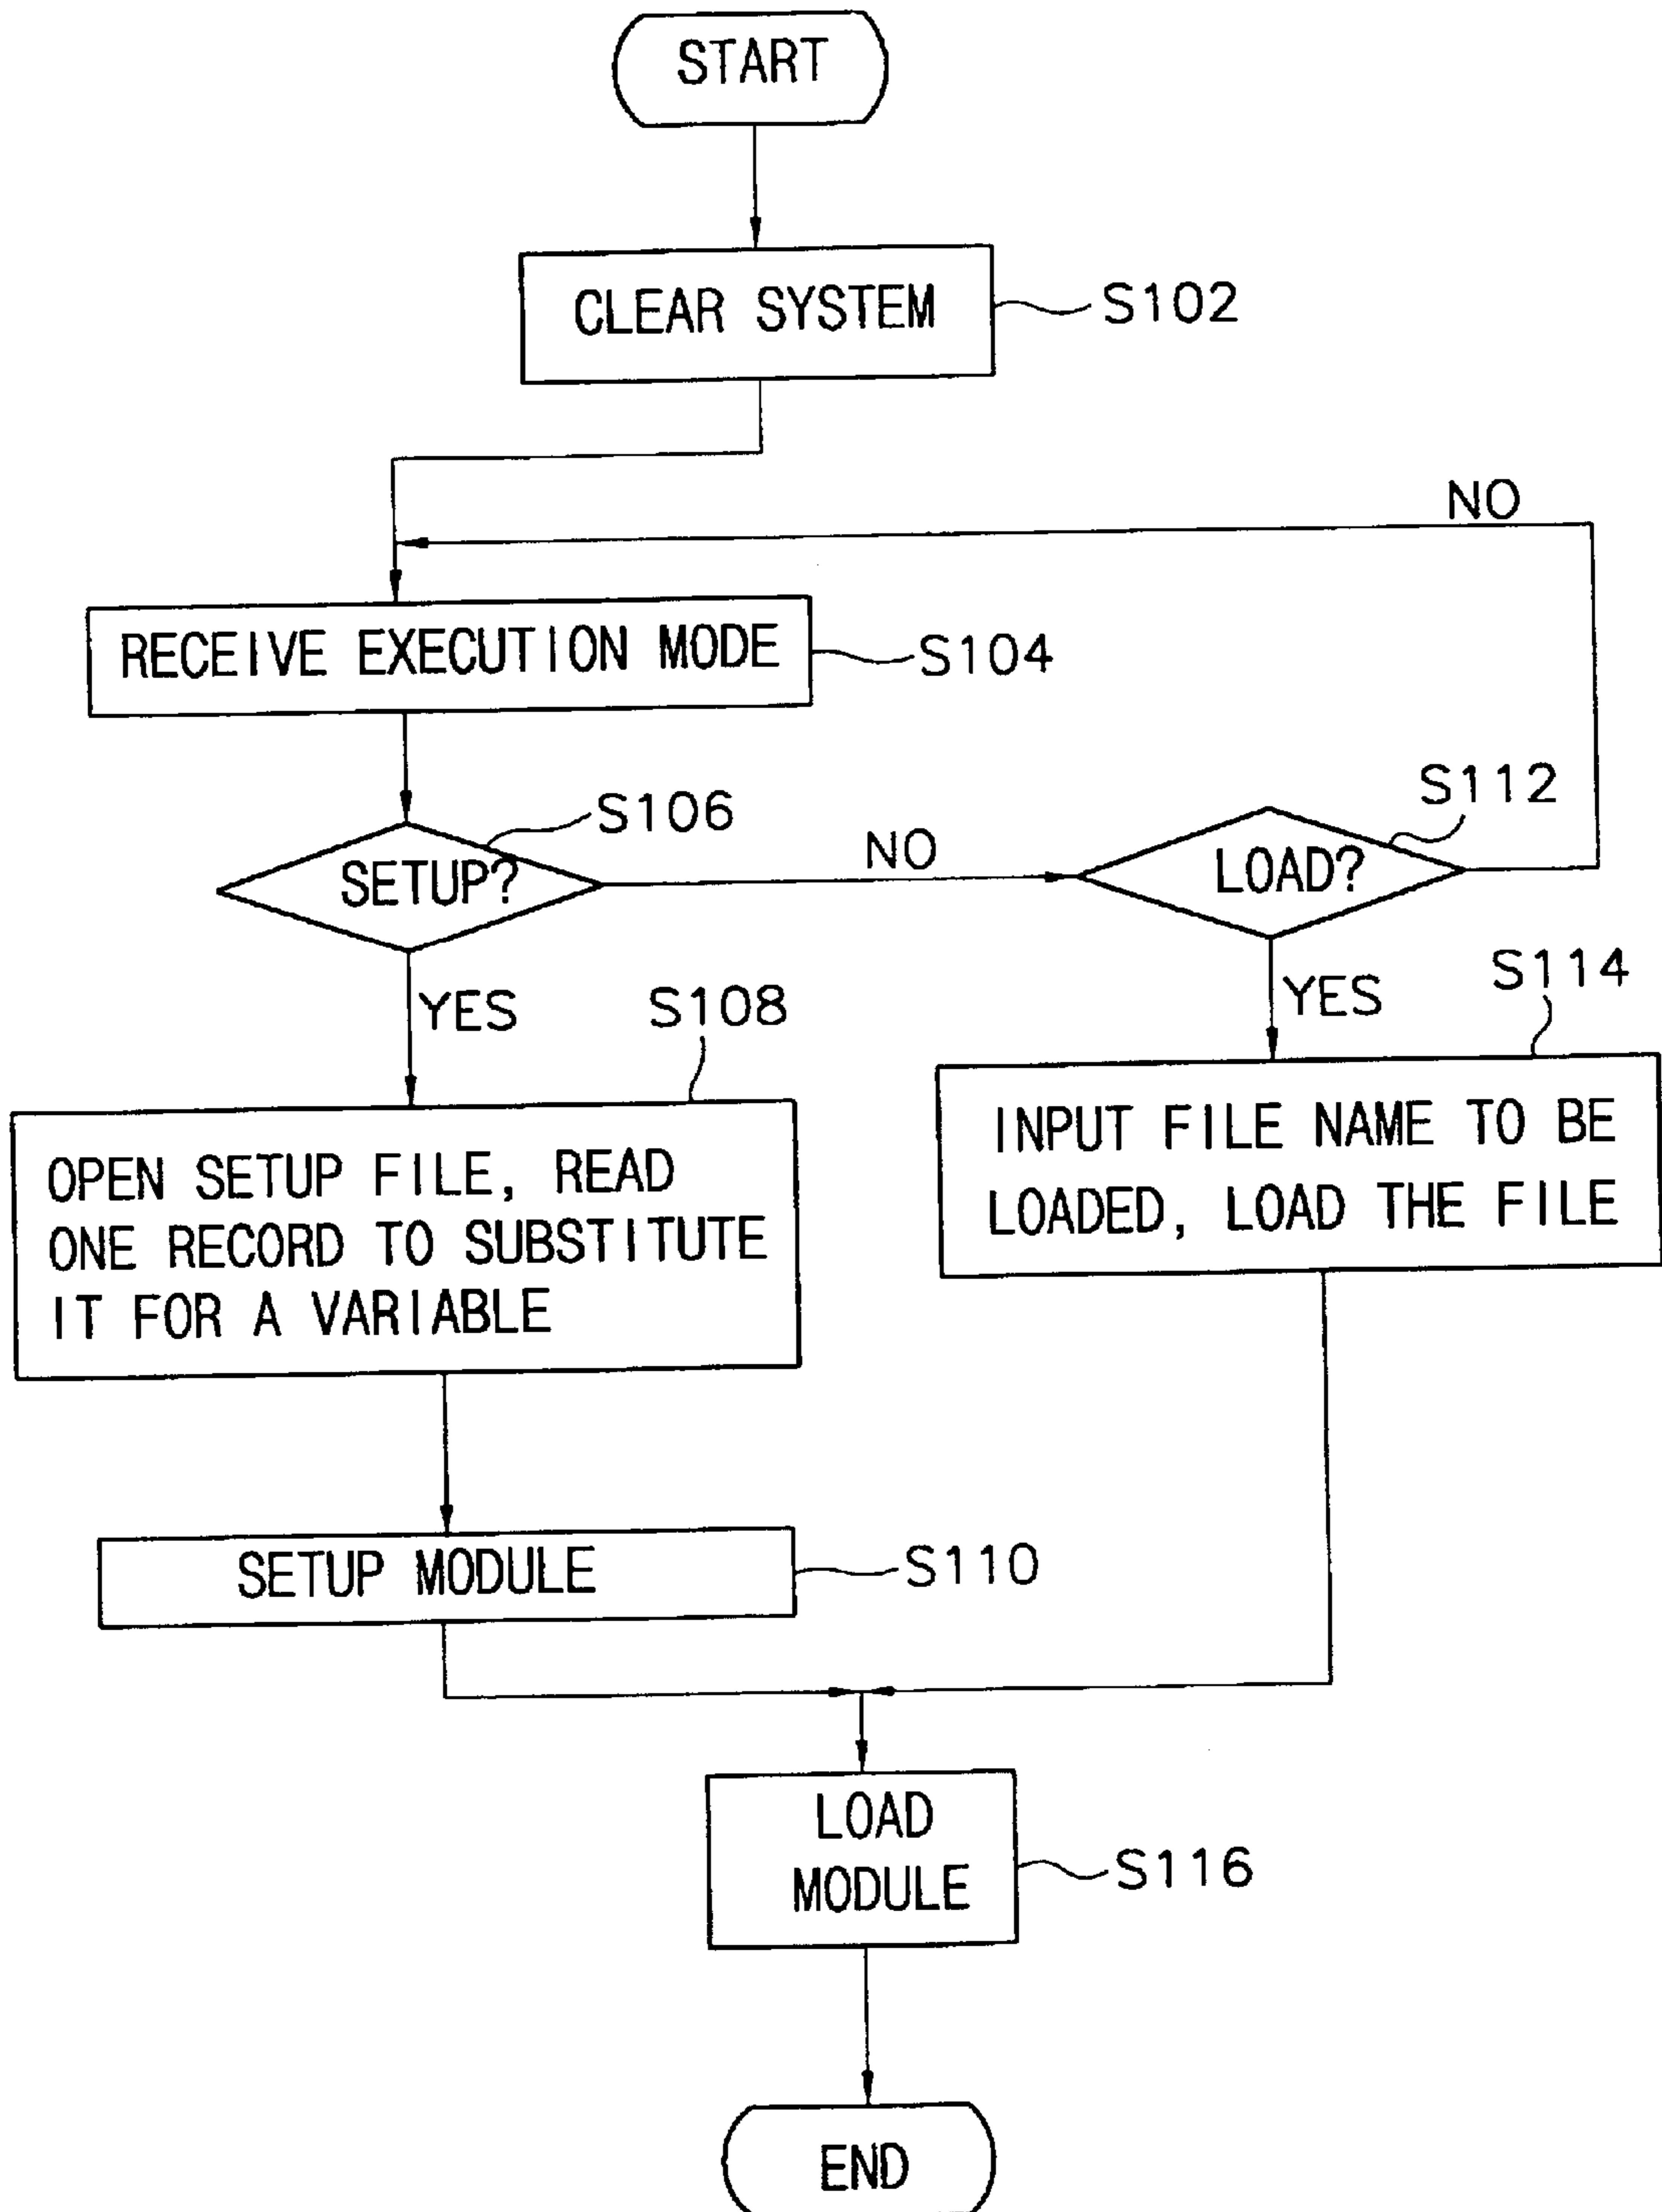 START
CLEAR SYSTEM
S102
NO
RECEIVE EXECUTION MODE
S104
S106
SETUP?
NO
S112
LOAD?
YES
S108
YES
S114
OPEN SETUP FILE, READ
ONE RECORD TO SUBSTITUTE
IT FOR A VARIABLE
INPUT FILE NAME TO BE
LOADED, LOAD THE FILE
SETUP MODULE
S110
LOAD
MODULE
S116
END